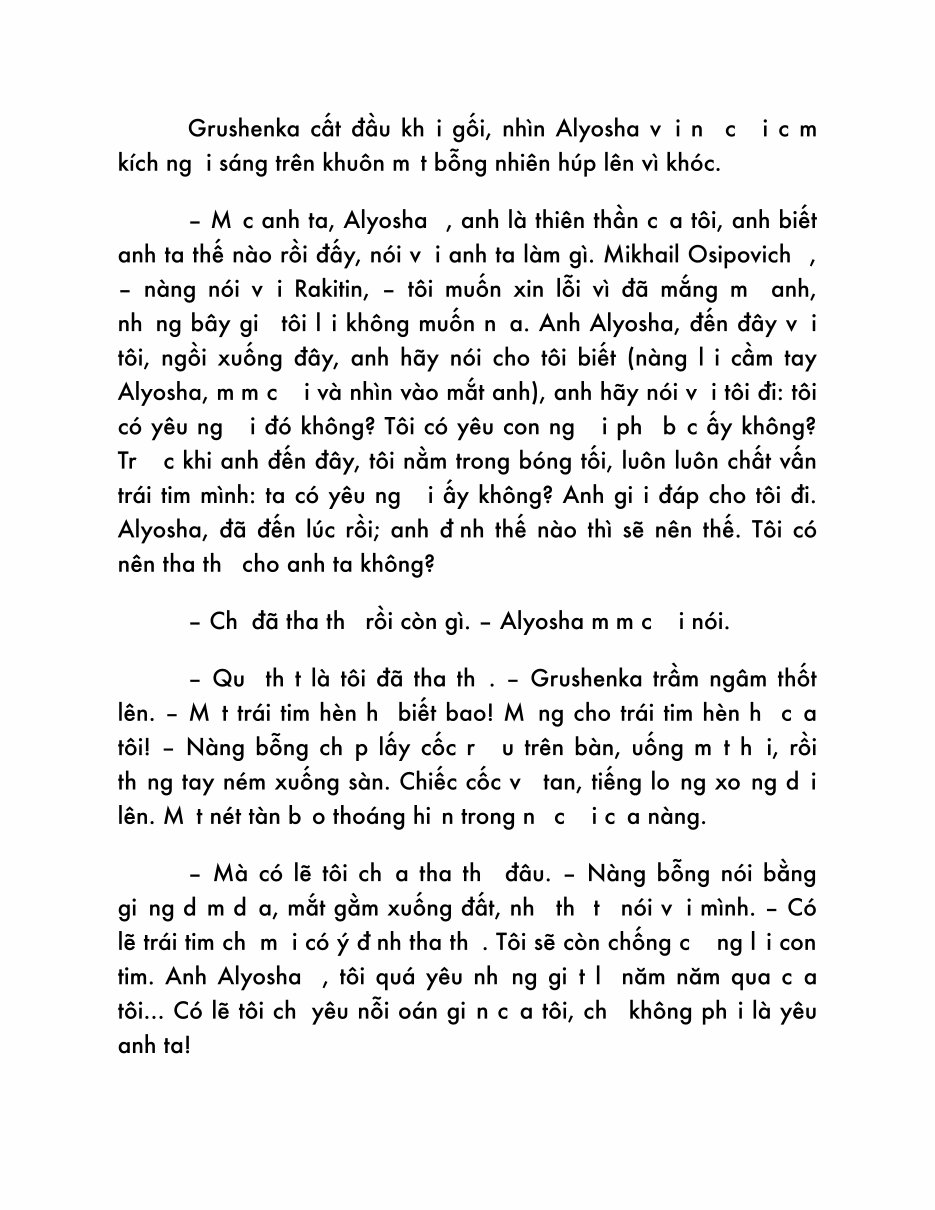 Grushenka cất đầu kh i gối, nhìn Alyosha v i n c i c m
kích ng i sáng trên khuôn m t bỗng nhiên húp lên vì khóc.
– M c anh ta, Alyosha , anh là thiên thần c a tôi, anh biết
anh ta thế nào rồi đấy, nói v i anh ta làm gì. Mikhail Osipovich ,
– nàng nói v i Rakitin, – tôi muốn xin lỗi vì đã mắng m anh,
nh ng bây gi tôi l i không muốn n a. Anh Alyosha, đến đây v i
tôi, ngồi xuống đây, anh hãy nói cho tôi biết (nàng l i cầm tay
Alyosha, m m c i và nhìn vào mắt anh), anh hãy nói v i tôi đi: tôi
có yêu ng i đó không? Tôi có yêu con ng i ph b c ấy không?
Tr c khi anh đến đây, tôi nằm trong bóng tối, luôn luôn chất vấn
trái tim mình: ta có yêu ng i ấy không? Anh gi i đáp cho tôi đi.
Alyosha, đã đến lúc rồi; anh đ nh thế nào thì sẽ nên thế. Tôi có
nên tha th cho anh ta không?
– Ch đã tha th rồi còn gì. – Alyosha m m c i nói.
– Qu th t là tôi đã tha th . – Grushenka trầm ngâm thốt
lên. – M t trái tim hèn h biết bao! M ng cho trái tim hèn h c a
tôi! – Nàng bỗng ch p lấy cốc r u trên bàn, uống m t h i, rồi
th ng tay ném xuống sàn. Chiếc cốc v tan, tiếng lo ng xo ng d i
lên. M t nét tàn b o thoáng hi n trong n c i c a nàng.
– Mà có lẽ tôi ch a tha th đâu. – Nàng bỗng nói bằng
gi ng d m d a, mắt gằm xuống đất, nh th t nói v i mình. – Có
lẽ trái tim ch m i có ý đ nh tha th . Tôi sẽ còn chống c ng l i con
tim. Anh Alyosha , tôi quá yêu nh ng gi t l năm năm qua c a
tôi... Có lẽ tôi ch yêu nỗi oán gi n c a tôi, ch không ph i là yêu
anh ta!